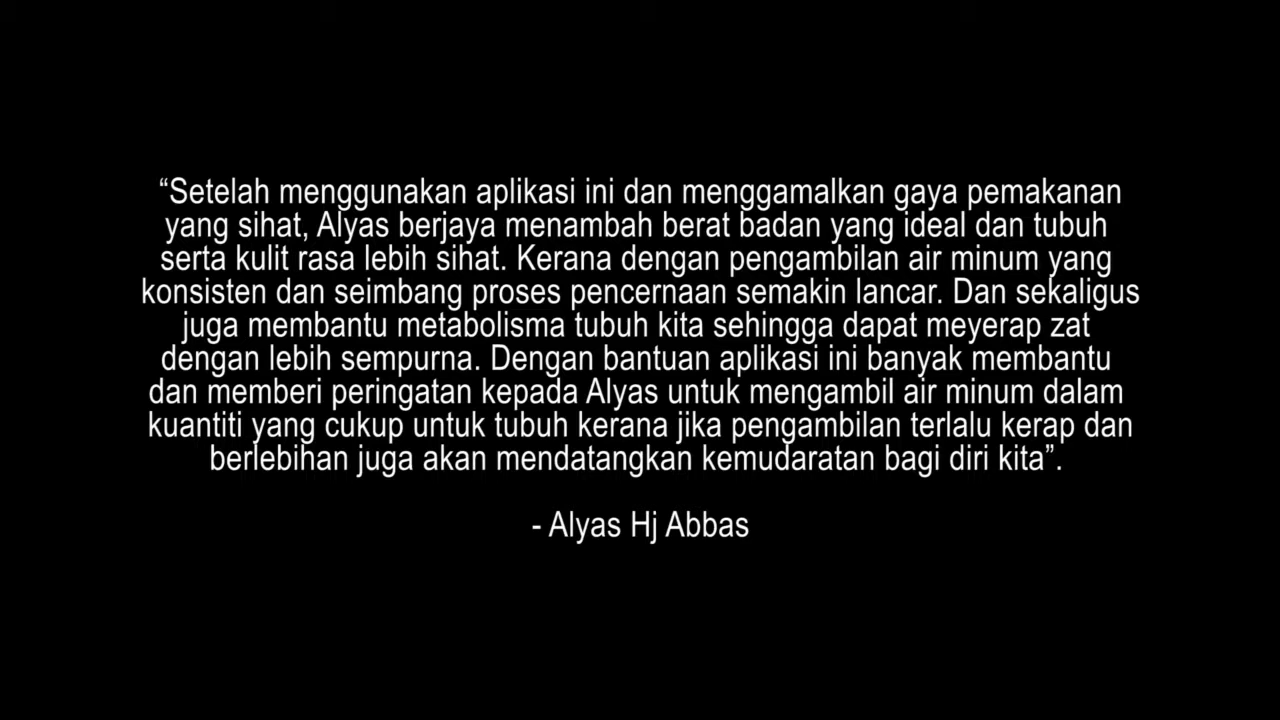 “Setelah menggunakan aplikasi ini dan menggamalkan gaya pemakanan
yang sihat, Alyas berjaya menambah berat badan yang ideal dan tubuh
serta kulit rasa lebih sihat. Kerana dengan pengambilan air minum yang
konsisten dan seimbang proses pencernaan semakin lancar. Dan sekaligus
juga membantu metabolisma tubuh kita sehingga dapat meyerap zat
dengan lebih sempurna. Dengan bantuan aplikasi ini banyak membantu
dan memberi peringatan kepada Alyas untuk mengambil air minum dalam
kuantiti yang cukup untuk tubuh kerana jika pengambilan terlalu kerap dan
berlebihan juga akan mendatangkan kemudaratan bagi diri kita”.
- Alyas Hj Abbas